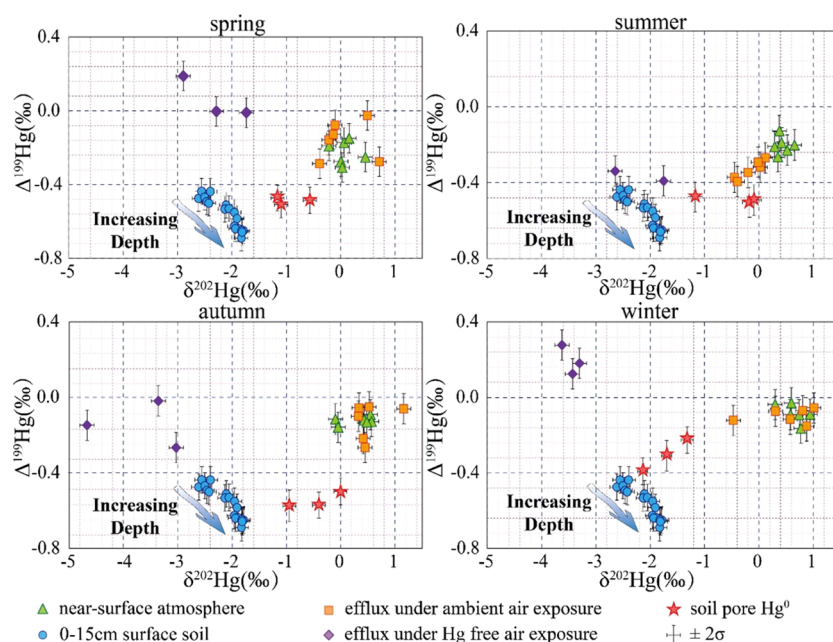 spring
summer
0.4
0.0
-0.4
-0.8
Δ¹⁹⁹Hg(‰)
Increasing
Depth
-5 -4 -3 -2 -1 0 1
δ²⁰²Hg(‰)
0.4
0.0
-0.4
-0.8
Δ¹⁹⁹Hg(‰)
Increasing
Depth
-5 -4 -3 -2 -1 0 1
δ²⁰²Hg(‰)
autumn
winter
0.4
0.0
-0.4
-0.8
Δ¹⁹⁹Hg(‰)
Increasing
Depth
-5 -4 -3 -2 -1 0 1
δ²⁰²Hg(‰)
0.4
0.0
-0.4
-0.8
Δ¹⁹⁹Hg(‰)
Increasing
Depth
-5 -4 -3 -2 -1 0 1
δ²⁰²Hg(‰)
near-surface atmosphere
efflux under ambient air exposure
soil pore Hg⁰
0-15cm surface soil
efflux under Hg free air exposure
± 2σ